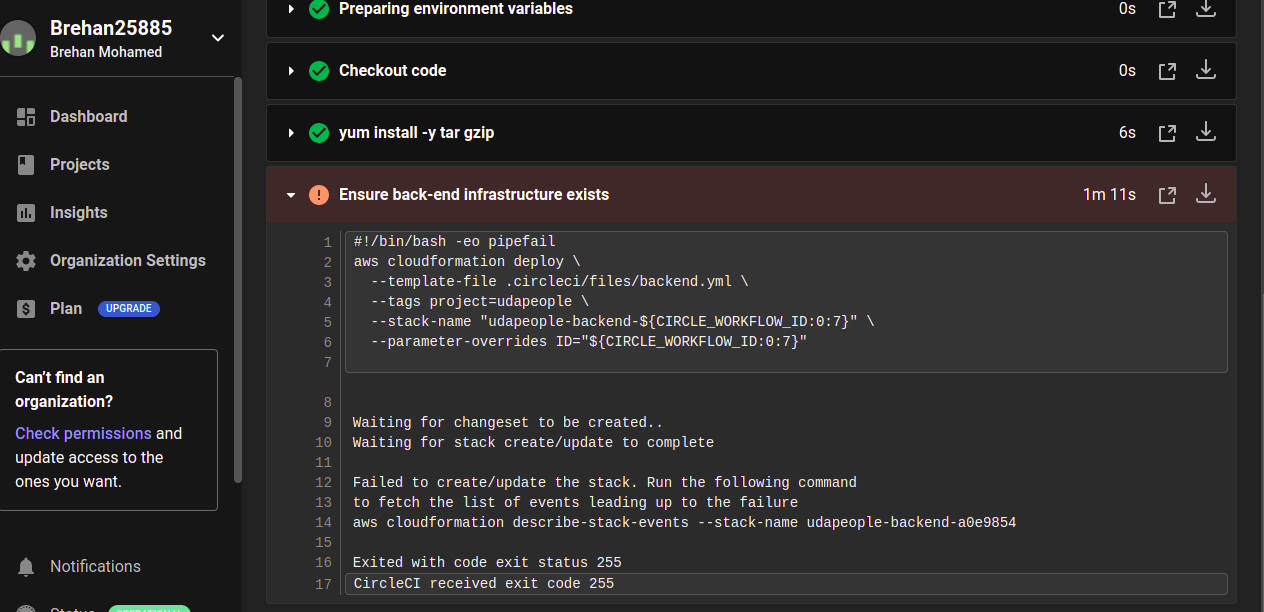 Brehan25885
Brehan Mohamed
Dashboard
Projects
Insights
Organization Settings
Plan UPGRADE
Can’t find an
organization?
Check permissions and
update access to the
ones you want.
Notifications
Status OPERATIONAL
Preparing environment variables 0s
Checkout code 0s
yum install -y tar gzip 6s
Ensure back-end infrastructure exists 1m 11s
1 #!/bin/bash -eo pipefail
2 aws cloudformation deploy \
3 --template-file .circleci/files/backend.yml \
4 --tags project=udapeople \
5 --stack-name "udapeople-backend-${CIRCLE_WORKFLOW_ID:0:7}" \
6 --parameter-overrides ID="${CIRCLE_WORKFLOW_ID:0:7}"
7
8
9 Waiting for changeset to be created..
10 Waiting for stack create/update to complete
11
12 Failed to create/update the stack. Run the following command
13 to fetch the list of events leading up to the failure
14 aws cloudformation describe-stack-events --stack-name udapeople-backend-a0e9854
15
16 Exited with code exit status 255
17 CircleCI received exit code 255